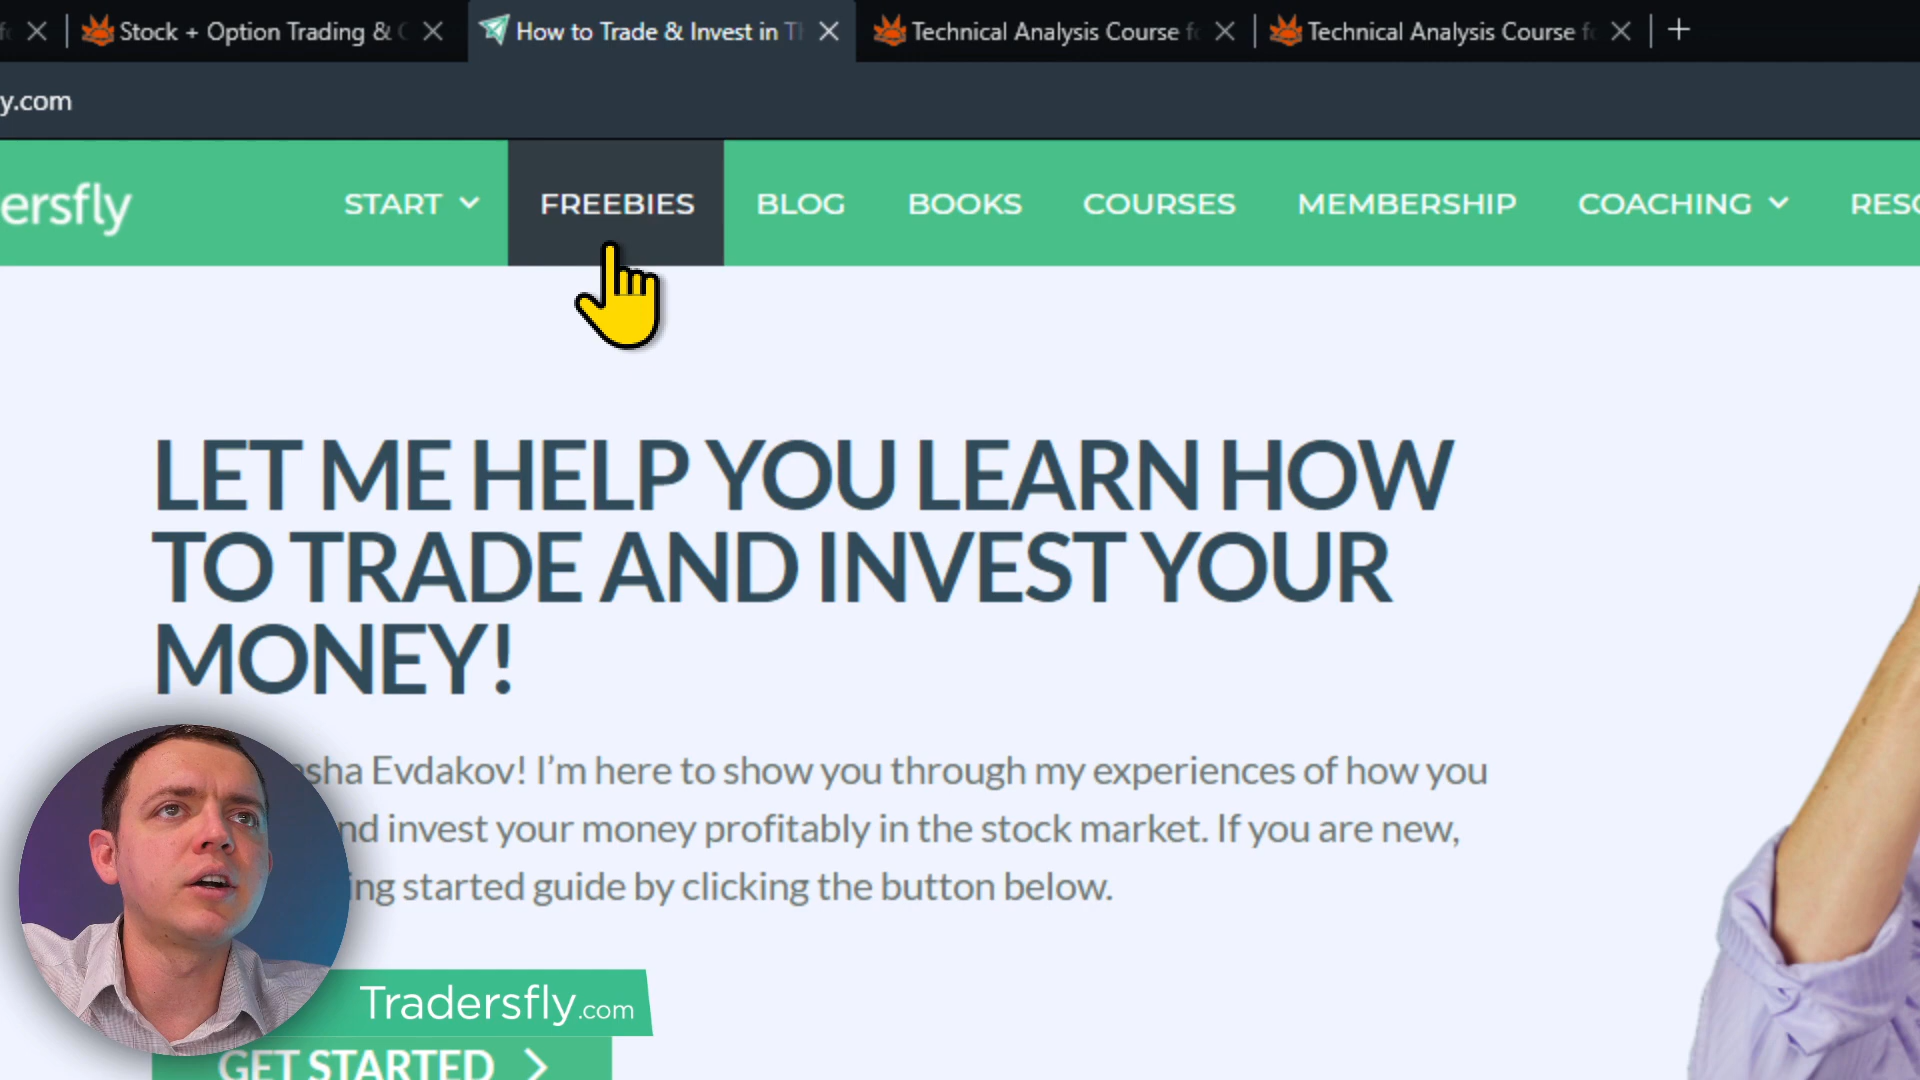 Stock + Option Trading &
How to Trade & Invest in
Technical Analysis Course
Technical Analysis Course
y.com
ersfly
START
FREEBIES
BLOG
BOOKS
COURSES
MEMBERSHIP
COACHING
RESO
LET ME HELP YOU LEARN HOW
TO TRADE AND INVEST YOUR
MONEY!
sha Evdakov! I'm here to show you through my experiences of how you
nd invest your money profitably in the stock market. If you are new,
ing started guide by clicking the button below.
Tradersfly.com
GET STARTED